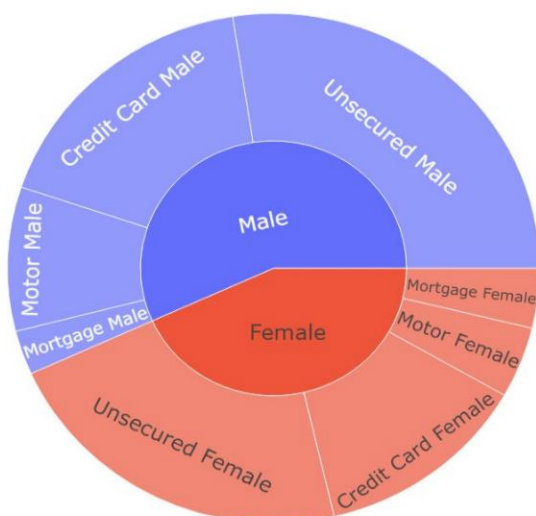 Credit Card Male
Unsecured Male
Motor Male
Male
Mortgage Male
Female
Mortgage Female
Motor Female
Unsecured Female
Credit Card Female